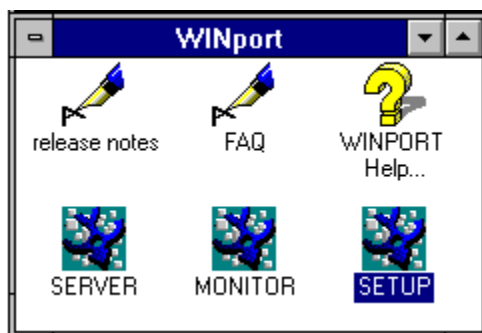 WINport
release notes
FAQ
WINPORT
Help...
SERVER
MONITOR
SETUP